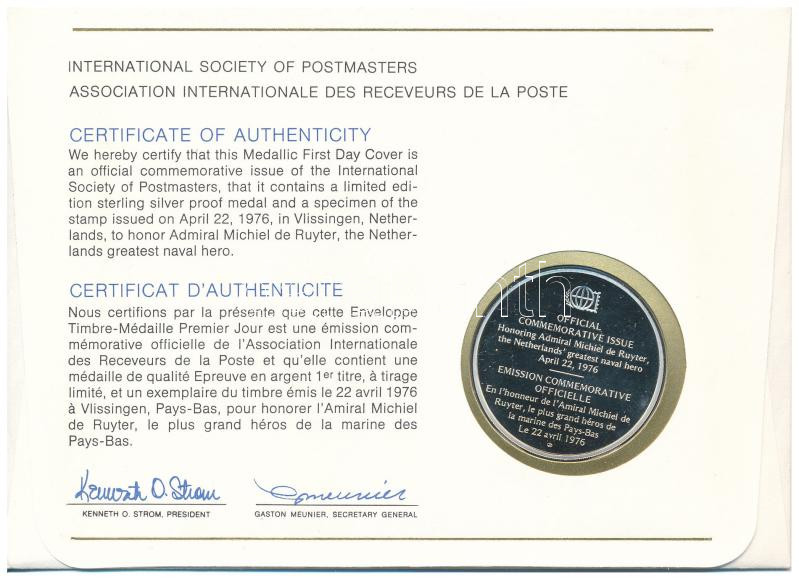 INTERNATIONAL SOCIETY OF POSTMASTERS
ASSOCIATION INTERNATIONALE DES RECEVEURS DE LA POSTE
CERTIFICATE OF AUTHENTICITY
We hereby certify that this Medallic First Day Cover is
an official commemorative issue of the International
Society of Postmasters, that it contains a limited edi-
tion sterling silver proof medal and a specimen of the
stamp issued on April 22, 1976, in Vlissingen, Nether-
lands, to honor Admiral Michiel de Ruyter, the Nether-
lands greatest naval hero.
CERTIFICAT D'AUTHENTICITE
Nous certifions par la présente que cette Enveloppe
Timbre-Médaille Premier Jour est une émission com-
mémorative officielle de l'Association Internationale
des Receveurs de la Poste et qu'elle contient une
médaille de qualité Epreuve en argent 1er titre, à tirage
limité, et un exemplaire du timbre émis le 22 avril 1976
à Vlissingen, Pays-Bas, pour honorer l'Amiral Michiel
de Ruyter, le plus grand héros de la marine des
Pays-Bas.
Kenneth O. Strom
KENNETH O. STROM, PRESIDENT
Gmeunier
GASTON MEUNIER, SECRETARY GENERAL
OFFICIAL
COMMEMORATIVE ISSUE
Honoring Admiral Michiel de Ruyter,
the Netherlands' greatest naval hero
April 22, 1976
EMISSION COMMEMORATIVE
OFFICIELLE
En l'honneur de l'Amiral Michiel de
Ruyter, le plus grand héros de
la marine des Pays-Bas
Le 22 avril 1976